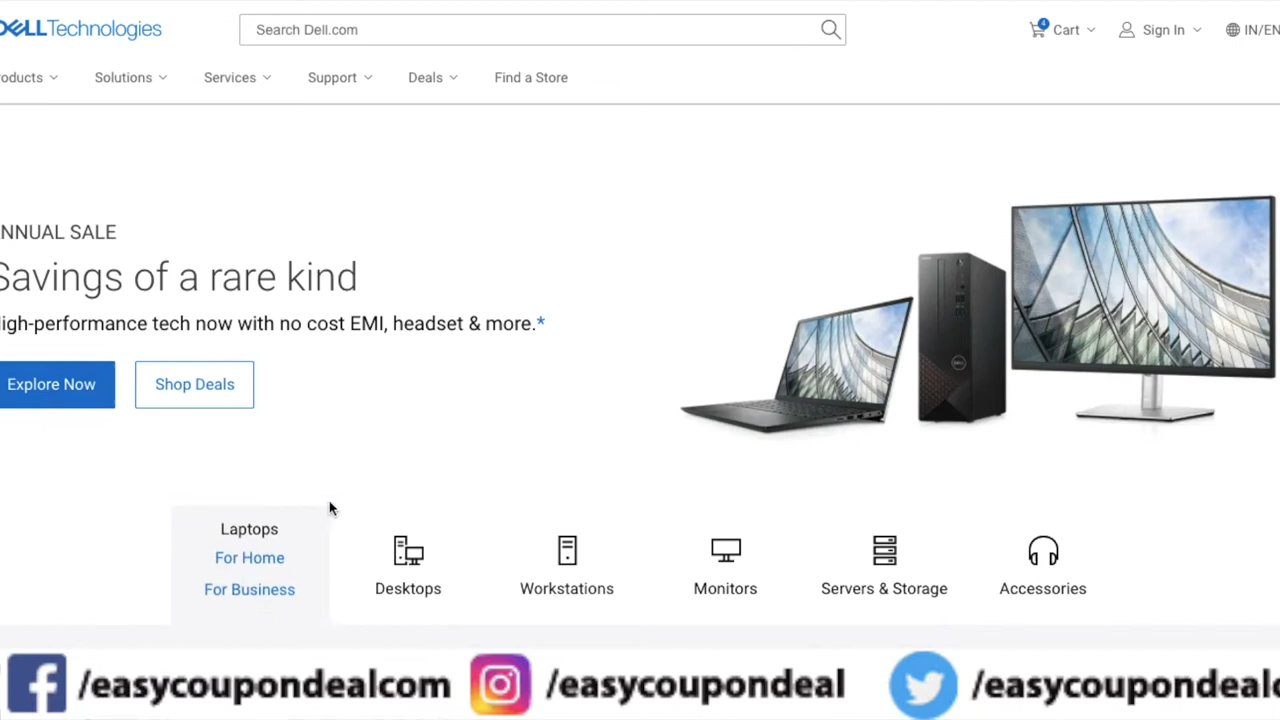 DELLTechnologies
Search Dell.com
4
Cart
Sign In
IN/EN
roducts
Solutions
Services
Support
Deals
Find a Store
NNUAL SALE
Savings of a rare kind
igh-performance tech now with no cost EMI, headset & more.*
Explore Now
Shop Deals
Laptops
For Home
For Business
Desktops
Workstations
Monitors
Servers & Storage
Accessories
/easycoupondealcom
/easycoupondeal
/easycoupondealc